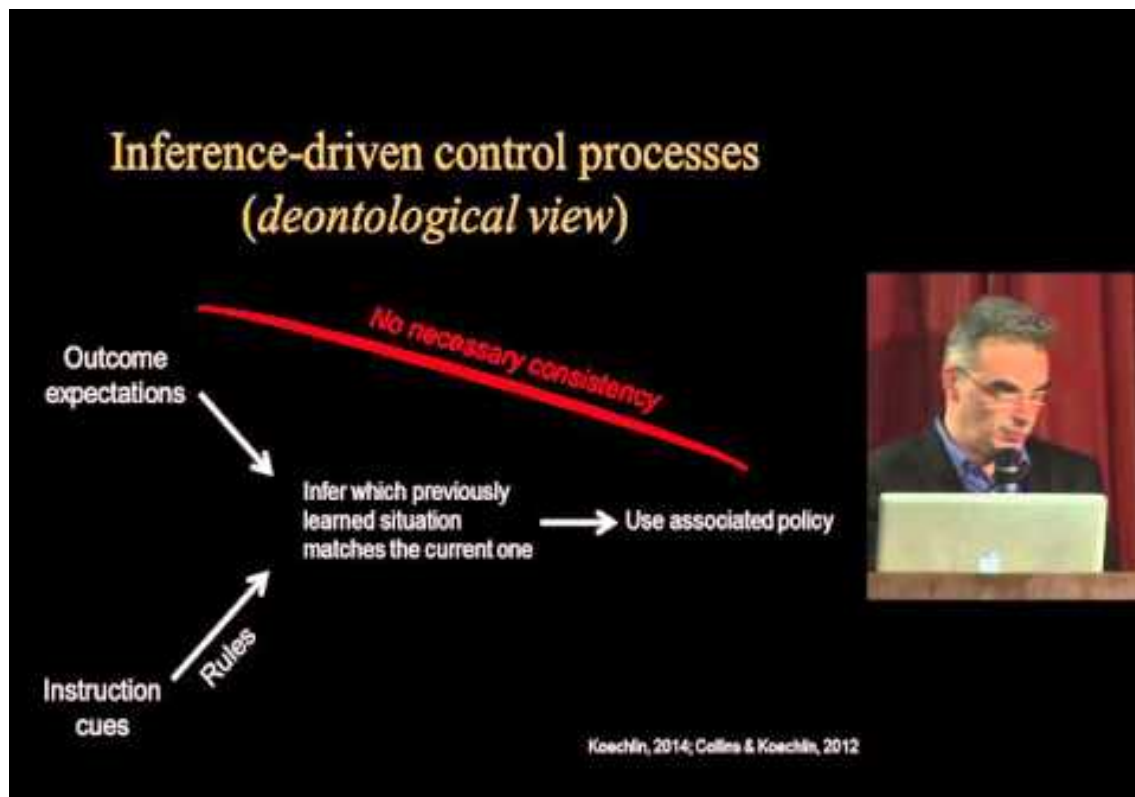 Inference-driven control processes
(deontological view)
No necessary consistency
Outcome
expectations
Infer which previously
learned situation
matches the current one
Use associated policy
Rules
Instruction
cues
Koechlin, 2014; Collins & Koechlin, 2012